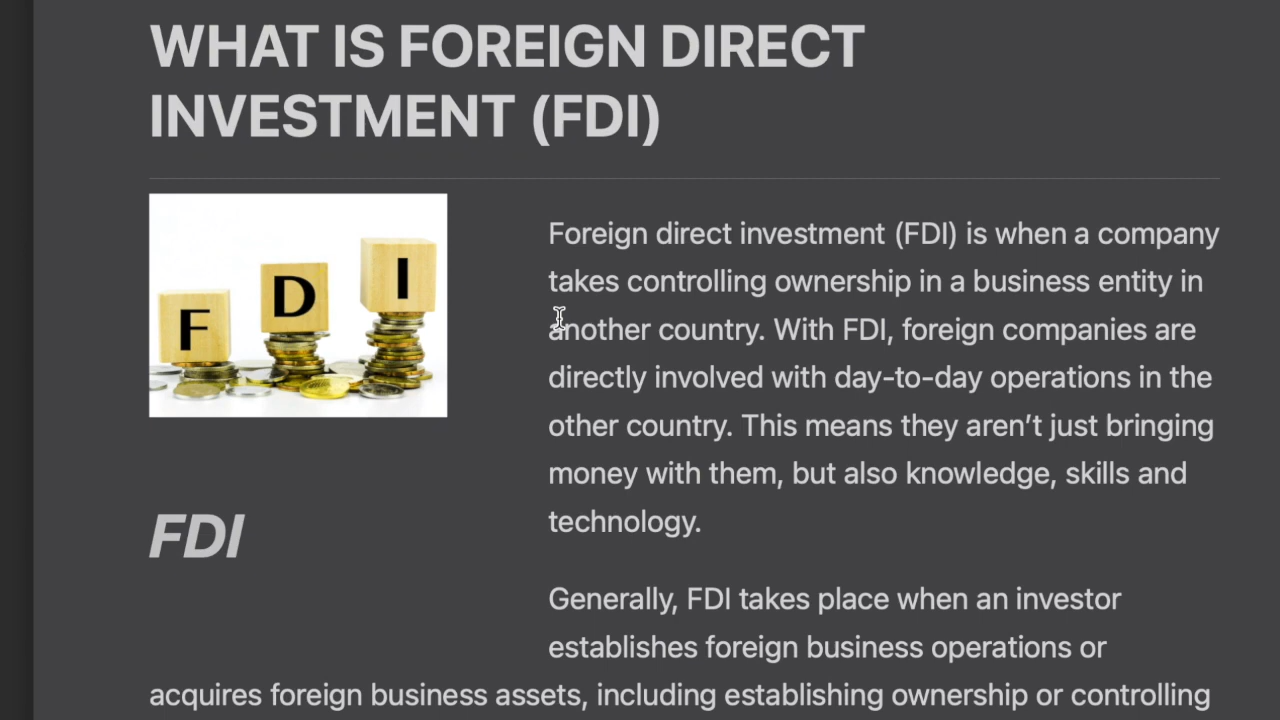 WHAT IS FOREIGN DIRECT
INVESTMENT (FDI)
F D I
FDI
Foreign direct investment (FDI) is when a company
takes controlling ownership in a business entity in
another country. With FDI, foreign companies are
directly involved with day-to-day operations in the
other country. This means they aren’t just bringing
money with them, but also knowledge, skills and
technology.
Generally, FDI takes place when an investor
establishes foreign business operations or
acquires foreign business assets, including establishing ownership or controlling